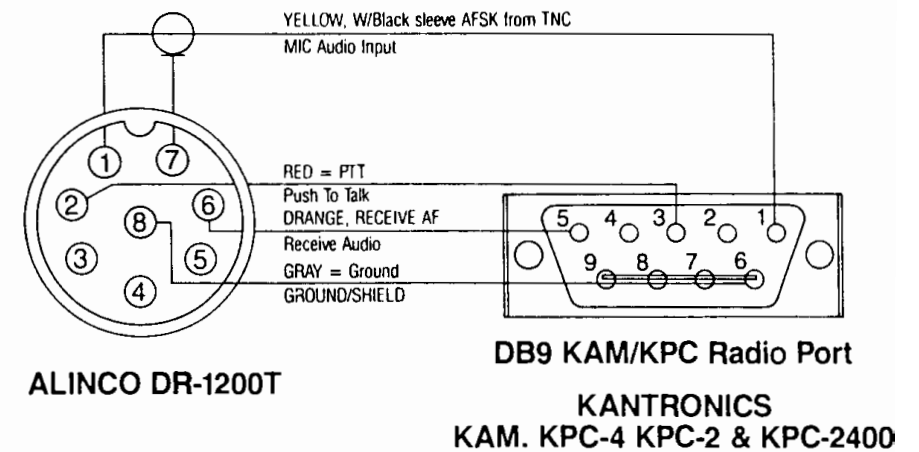 YELLOW, W/Black sleeve AFSK from TNC
MIC Audio Input
1 7
2 6
8
3 5
4
RED = PTT
Push To Talk
DRANGE, RECEIVE AF
Receive Audio
GRAY = Ground
GROUND/SHIELD
5 4 3 2 1
9 8 7 6
DB9 KAM/KPC Radio Port
ALINCO DR-1200T
KANTRONICS
KAM. KPC-4 KPC-2 & KPC-2400